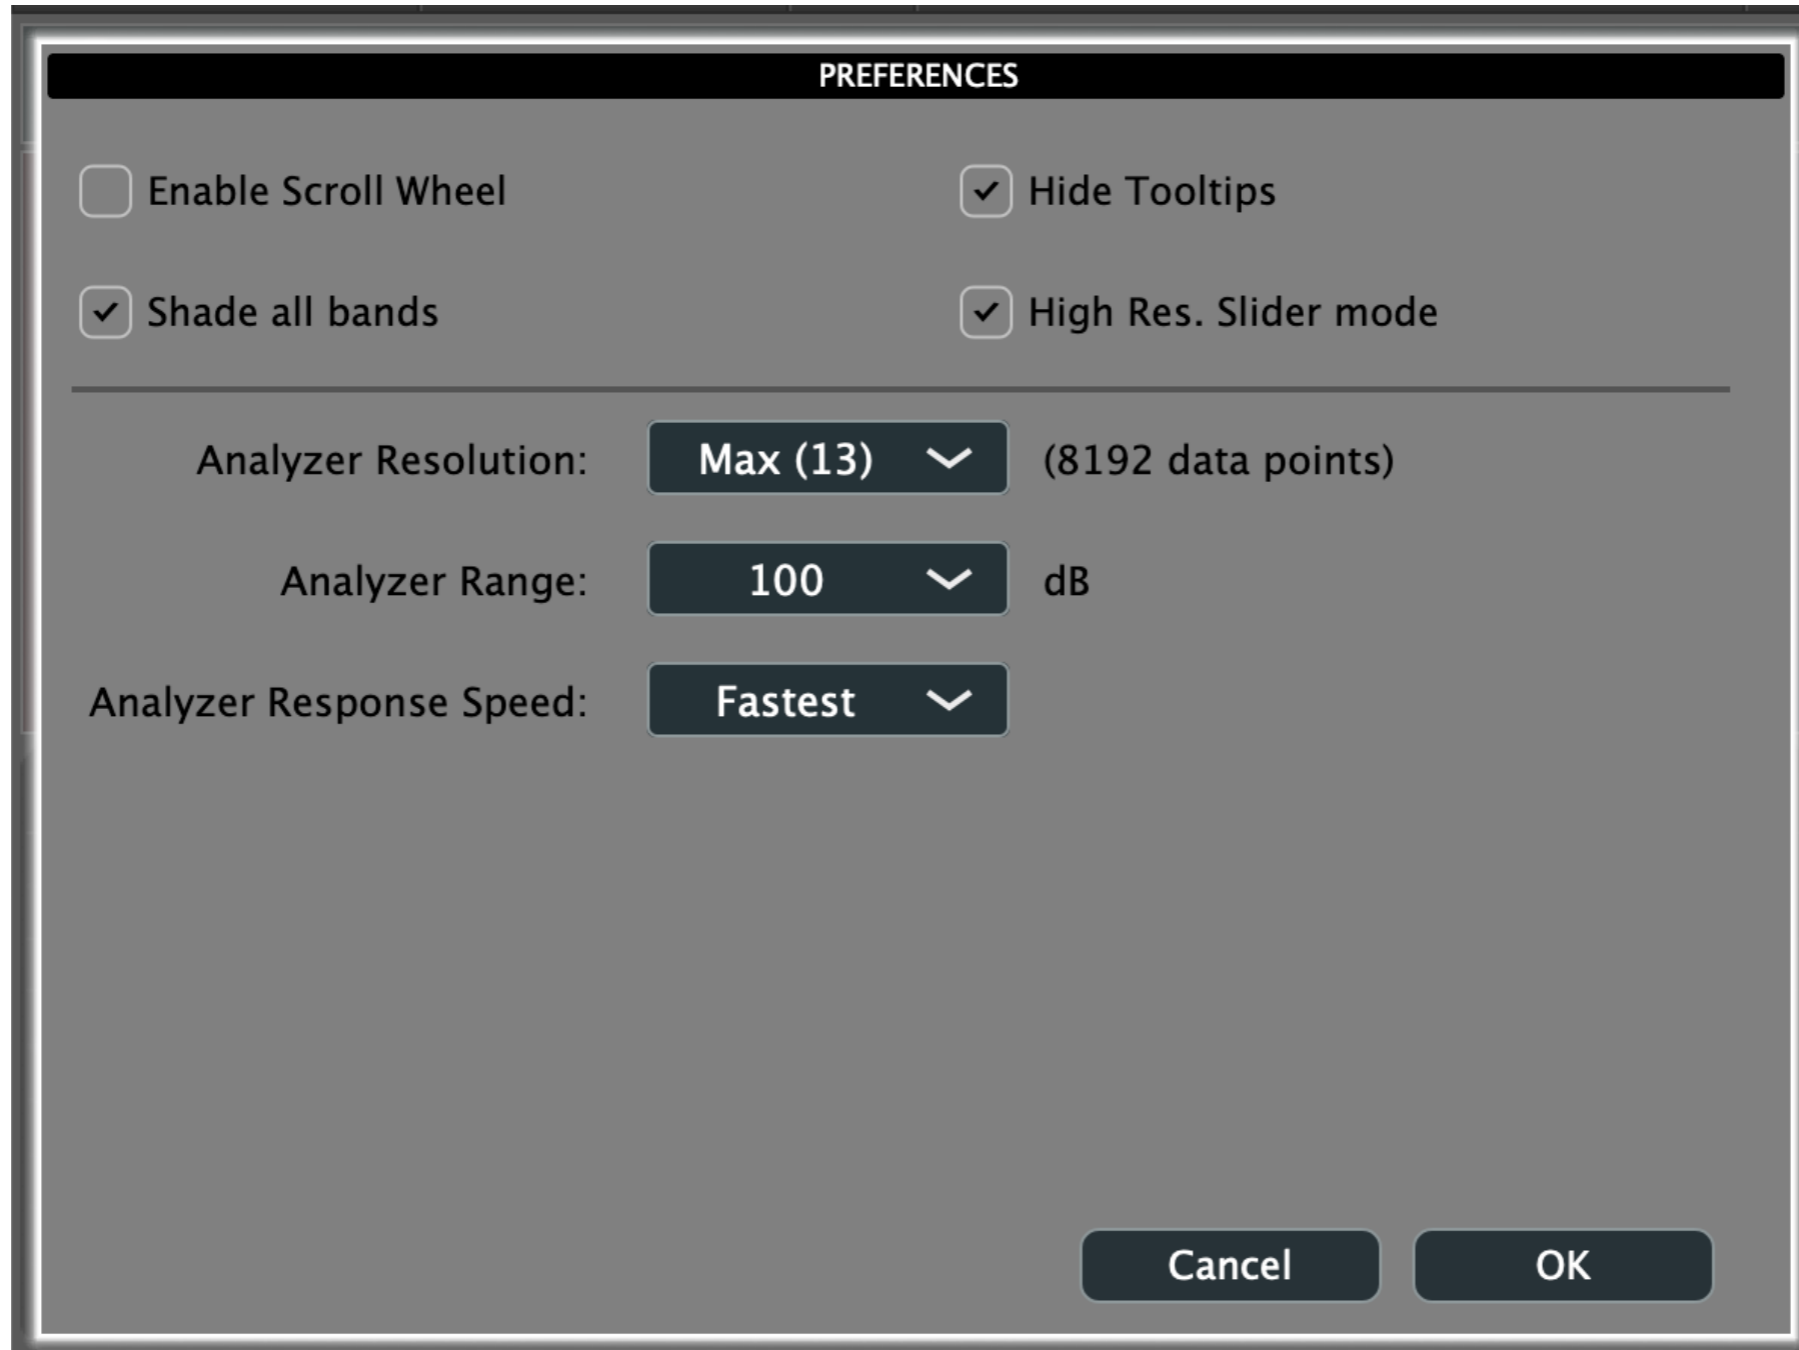 PREFERENCES
Enable Scroll Wheel
Hide Tooltips
Shade all bands
High Res. Slider mode
Analyzer Resolution: Max (13) (8192 data points)
Analyzer Range: 100 dB
Analyzer Response Speed: Fastest
Cancel OK